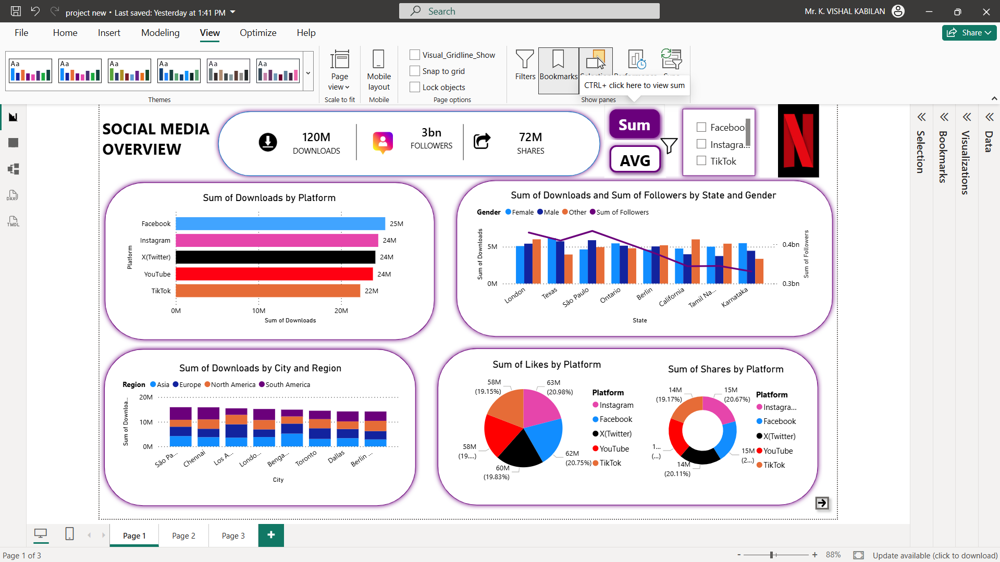 project new • Last saved: Yesterday at 1:41 PM
Search
Mr. K. VISHAL KABILAN
File
Home
Insert
Modeling
View
Optimize
Help
Share
Aa
Aa
Aa
Aa
Aa
Aa
Themes
Page view
Scale to fit
Mobile layout
Mobile
Visual_Gridline_Show
Snap to grid
Lock objects
Page options
Filters
Bookmarks
CTRL+ click here to view sum
Show panes
SOCIAL MEDIA
OVERVIEW
120M
DOWNLOADS
3bn
FOLLOWERS
72M
SHARES
Sum
AVG
Faceboo
Instagra...
TikTok
N
Selection
Bookmarks
Visualizations
Data
DAX
TMDL
Sum of Downloads by Platform
Platform
Facebook
25M
Instagram
24M
X(Twitter)
24M
YouTube
24M
TikTok
22M
0M
10M
20M
Sum of Downloads
Sum of Downloads and Sum of Followers by State and Gender
Gender
Female
Male
Other
Sum of Followers
Sum of Downloads
5M
0M
0.4bn
0.3bn
Sum of Followers
London
Texas
São Paulo
Ontario
Berlin
California
Tamil Na...
Karnataka
State
Sum of Downloads by City and Region
Region
Asia
Europe
North America
South America
Sum of Downloa...
20M
10M
0M
São Pa...
Chennai
Los A...
Londo...
Benga...
Toronto
Dallas
Berlin ...
City
Sum of Likes by Platform
58M
(19.15%)
63M
(20.98%)
58M
(19....)
62M
(20.75%)
60M
(19.83%)
Platform
Instagram
Facebook
X(Twitter)
YouTube
TikTok
Sum of Shares by Platform
14M
(19.17%)
15M
(20.67%)
1...
(...)
15M
(2...)
14M
(20.11%)
Platform
Instagra...
Facebook
X(Twitter)
YouTube
TikTok
Page 1
Page 2
Page 3
Page 1 of 3
88%
Update available (click to download)